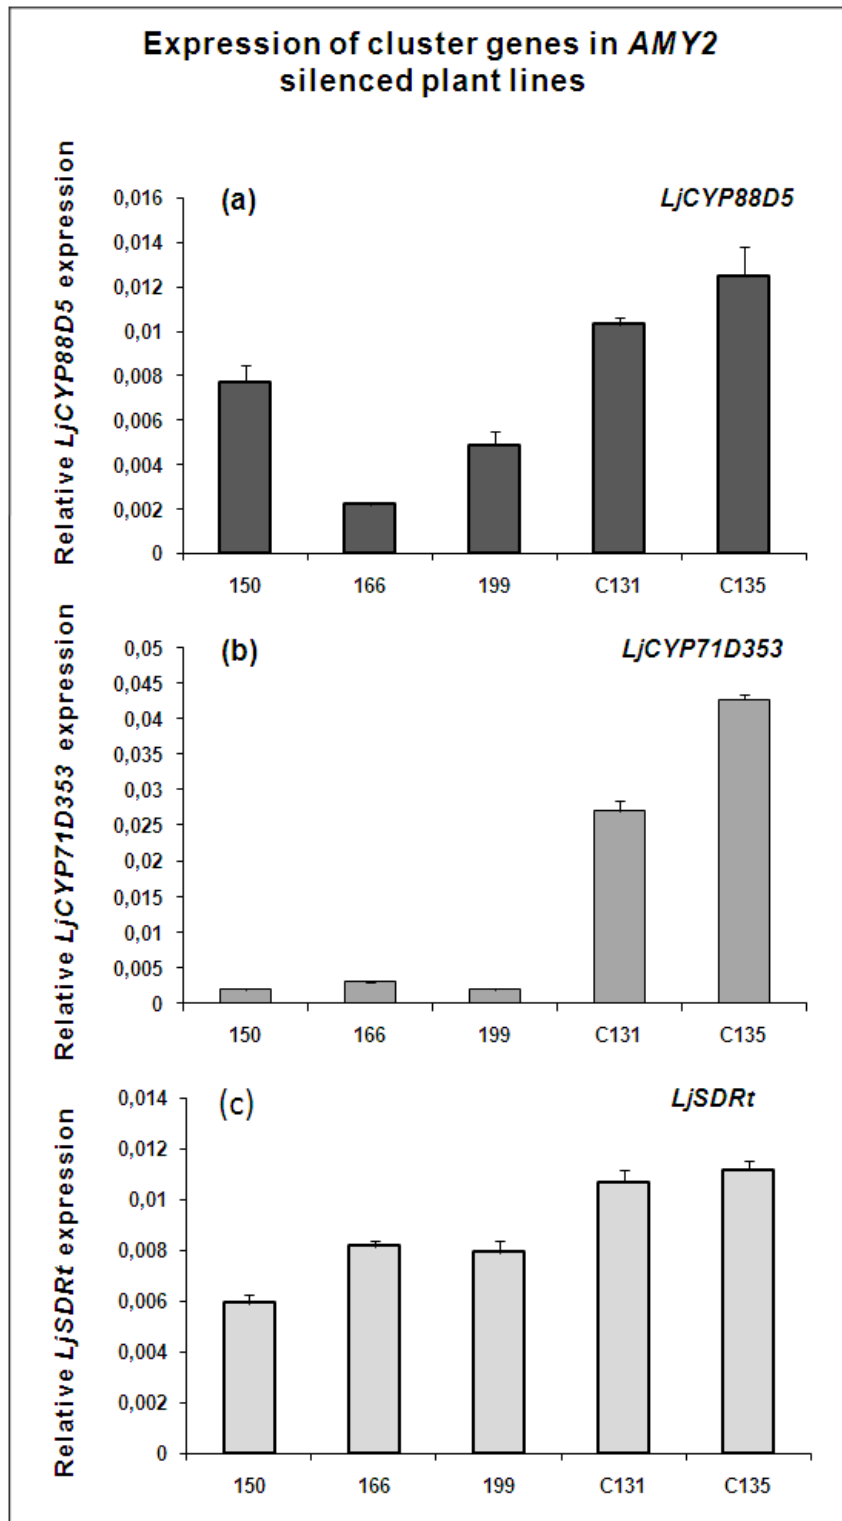 Expression of cluster genes in AMY2
silenced plant lines
Relative LjCYP88D5 expression
(a)
LjCYP88D5
0,016
0,014
0,012
0,01
0,008
0,006
0,004
0,002
0
150 166 199 C131 C135
Relative LjCYP71D353 expression
(b)
LjCYP71D353
0,05
0,045
0,04
0,035
0,03
0,025
0,02
0,015
0,01
0,005
0
150 166 199 C131 C135
Relative LjSDRt expression
(c)
LjSDRt
0,014
0,012
0,01
0,008
0,006
0,004
0,002
0
150 166 199 C131 C135